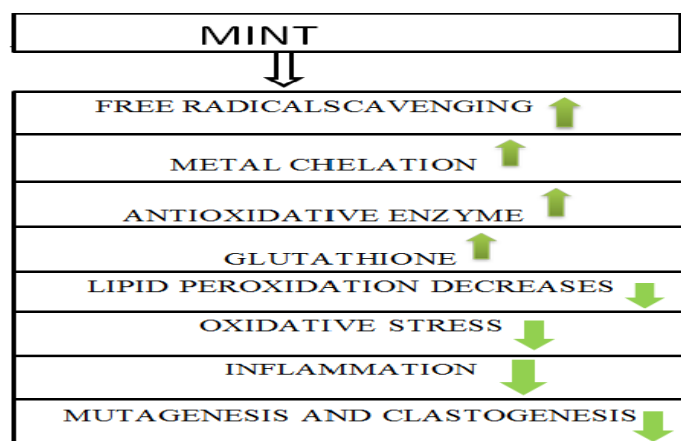 MINT
FREE RADICALSCAVENGING
METAL CHELATION
ANTIOXIDATIVE ENZYME
GLUTATHIONE
LIPID PEROXIDATION DECREASES
OXIDATIVE STRESS
INFLAMMATION
MUTAGENESIS AND CLASTOGENESIS